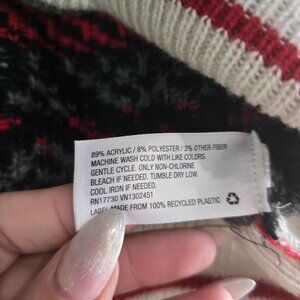 89% ACRYLIC / 8% POLYESTER / 3% OTHER FIBER
MACHINE WASH COLD WITH LIKE COLORS.
GENTLE CYCLE. ONLY NON-CHLORINE
BLEACH IF NEEDED. TUMBLE DRY LOW.
COOL IRON IF NEEDED.
RN17730 VN1302451
LABEL MADE FROM 100% RECYCLED PLASTIC